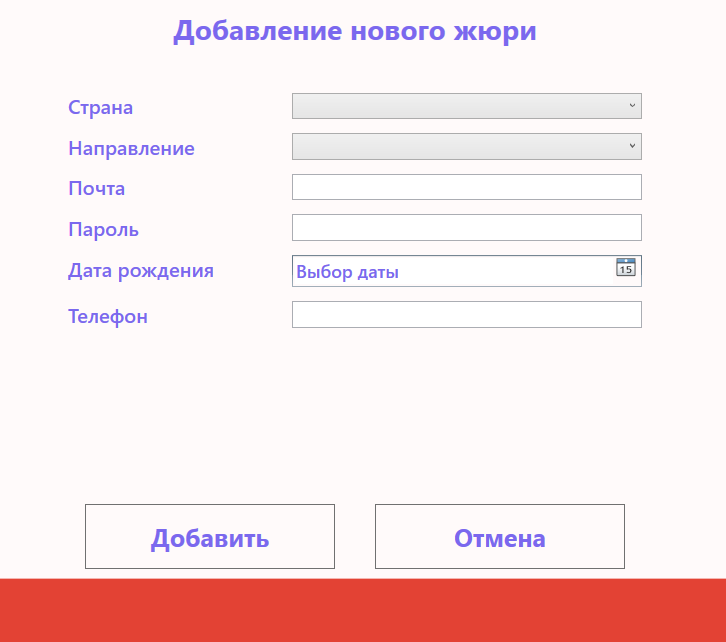 Добавление нового жюри
Страна
Направление
Почта
Пароль
Дата рождения
Выбор даты
15
Телефон
Добавить
Отмена